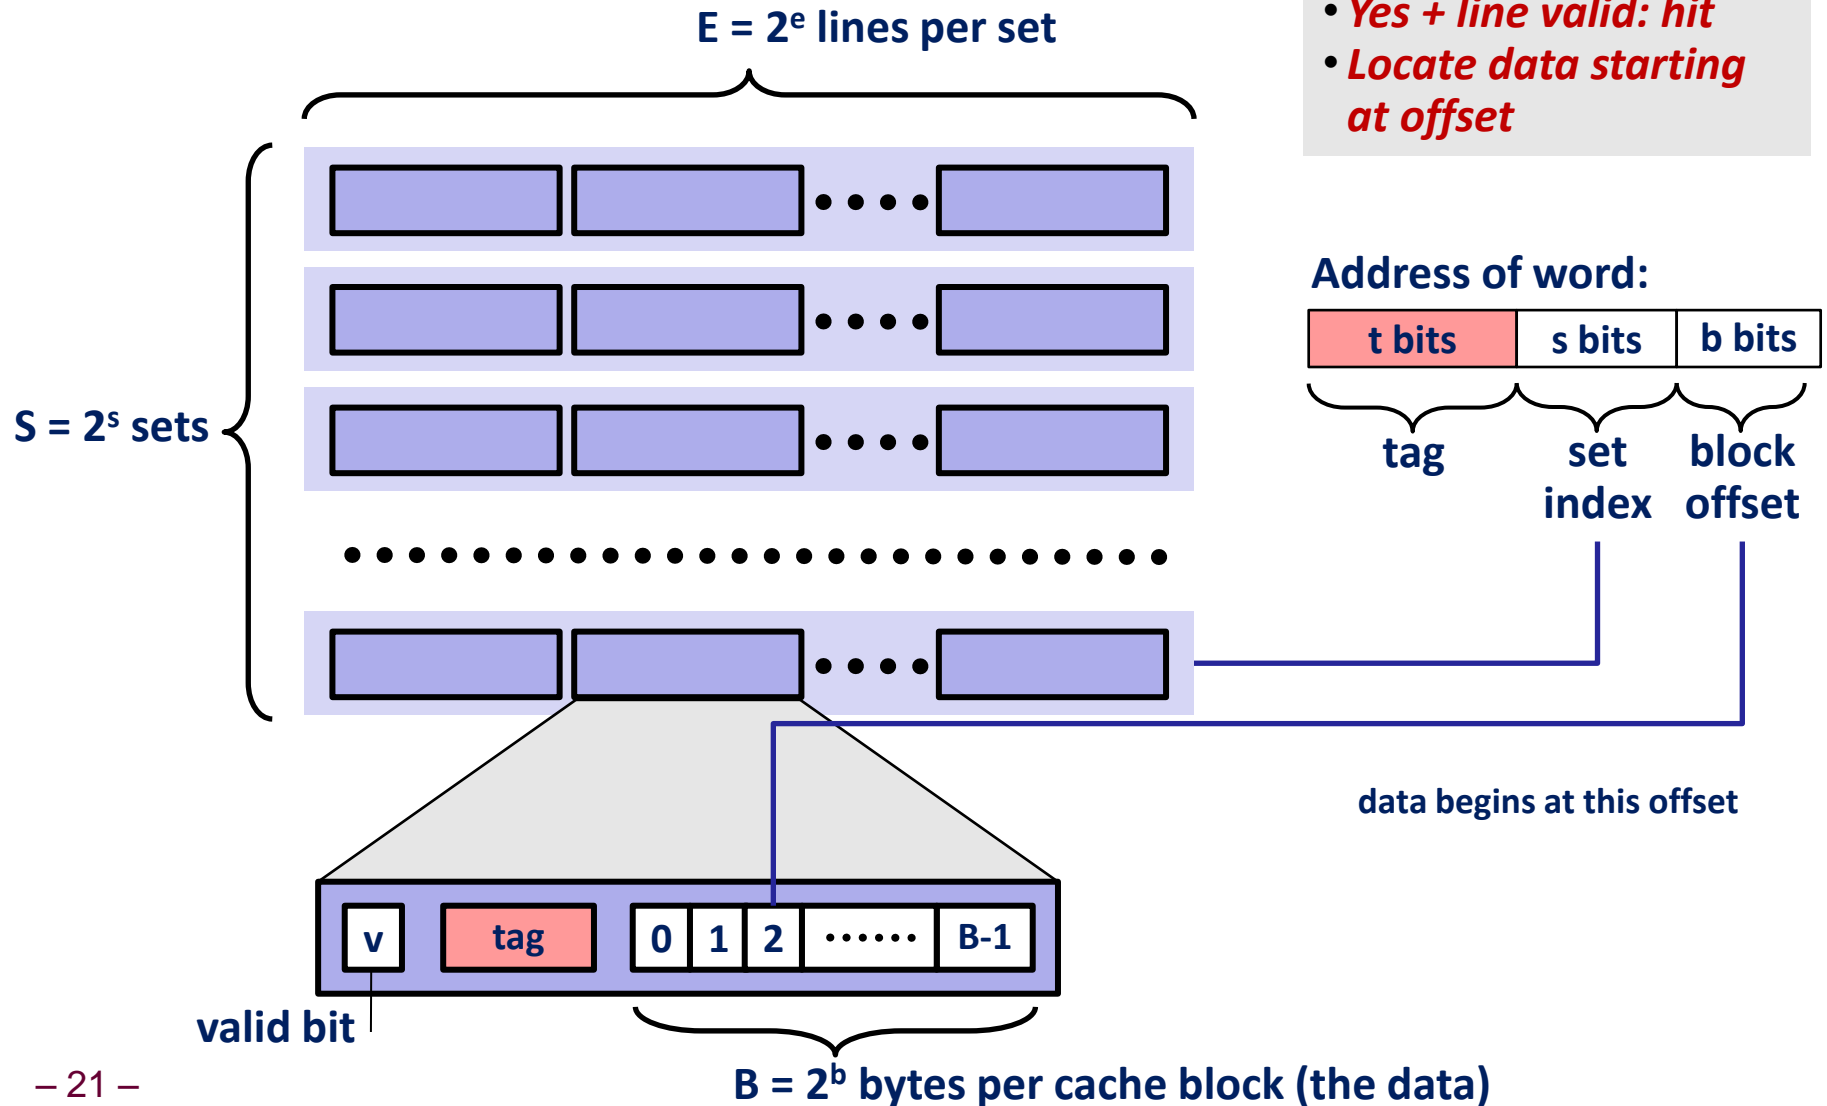 E = 2ᵉ lines per set
• Yes + line valid: hit
• Locate data starting
at offset
Address of word:
t bits s bits b bits
S = 2ˢ sets
tag set block
index offset
data begins at this offset
v tag 0 1 2 •••••• B-1
valid bit
– 21 –
B = 2ᵇ bytes per cache block (the data)